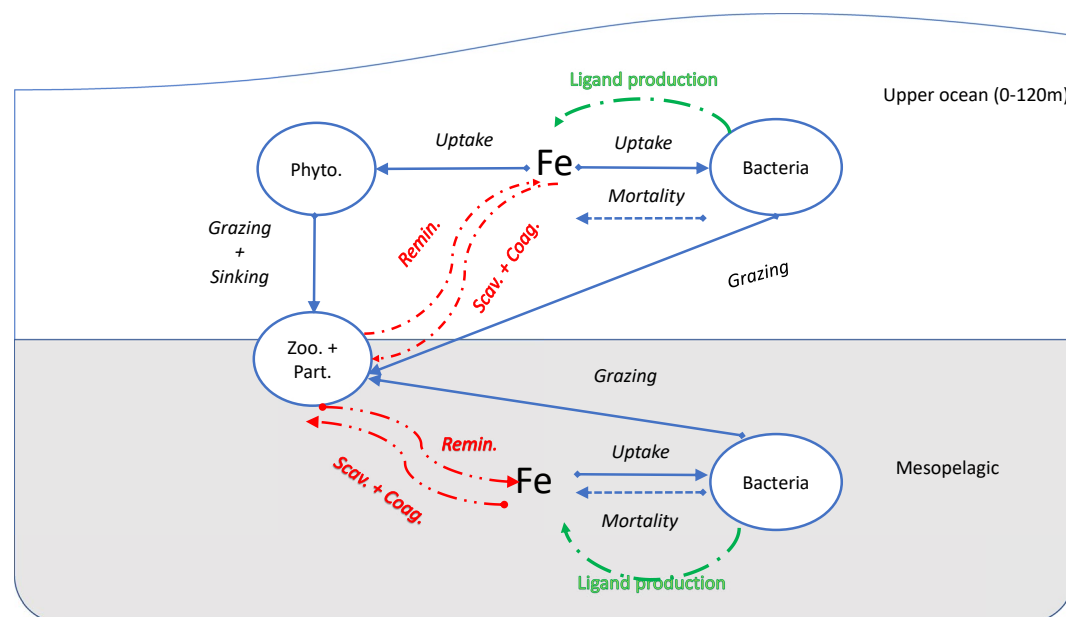 Ligand production
Upper ocean (0-120m)
Uptake
Fe
Uptake
Phyto.
Bacteria
Mortality
Grazing
+
Sinking
Remin.
Scav. + Coag.
Grazing
Zoo. +
Part.
Grazing
Remin.
Scav. + Coag.
Fe
Uptake
Bacteria
Mesopelagic
Mortality
Ligand production